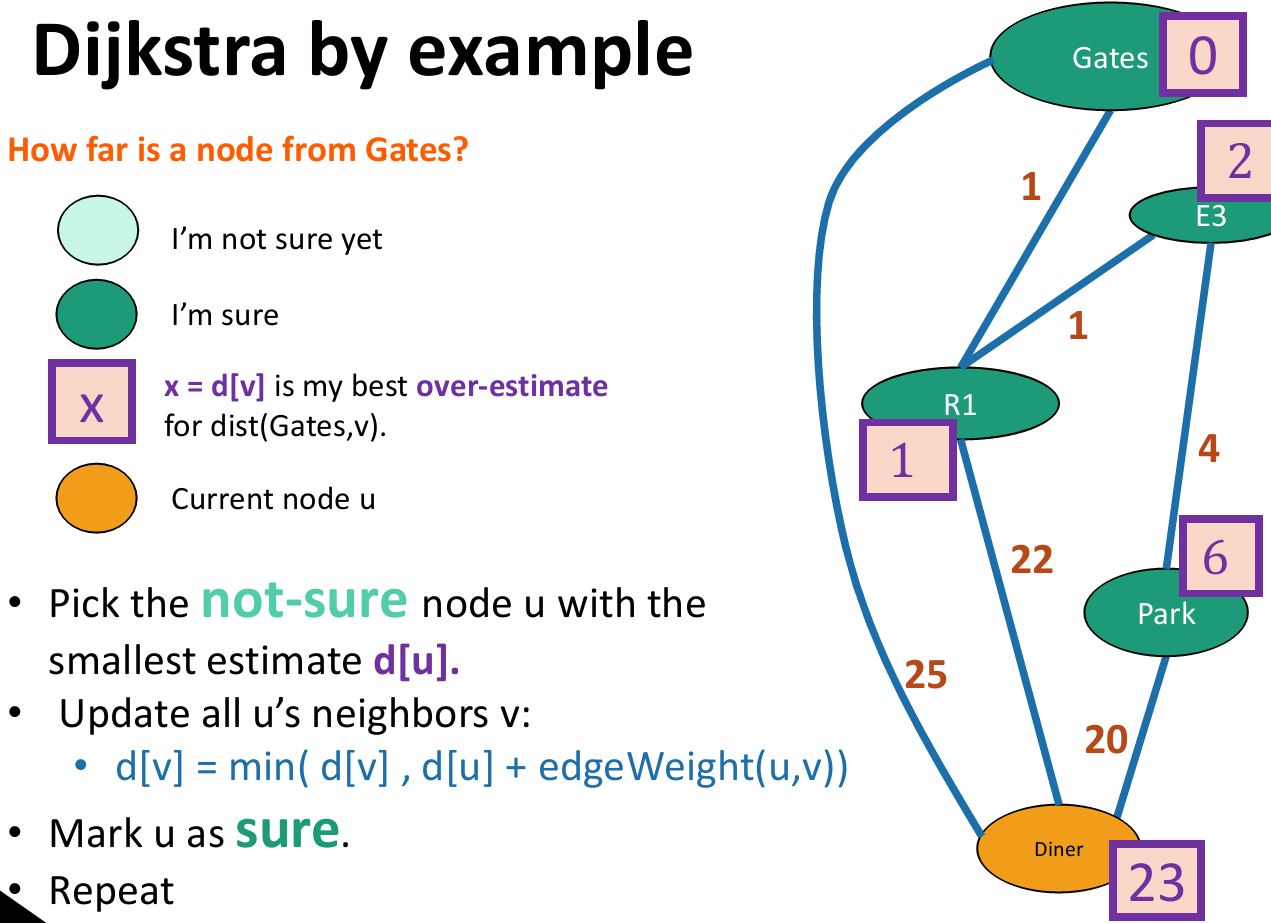 Dijkstra by example
How far is a node from Gates?
I'm not sure yet
I'm sure
x
x = d[v] is my best over-estimate
for dist(Gates,v).
Current node u
• Pick the not-sure node u with the
smallest estimate d[u].
• Update all u's neighbors v:
• d[v] = min( d[v] , d[u] + edgeWeight(u,v))
• Mark u as sure.
• Repeat
Gates
0
2
E3
1
1
R1
1
4
22
6
Park
25
20
Diner
23